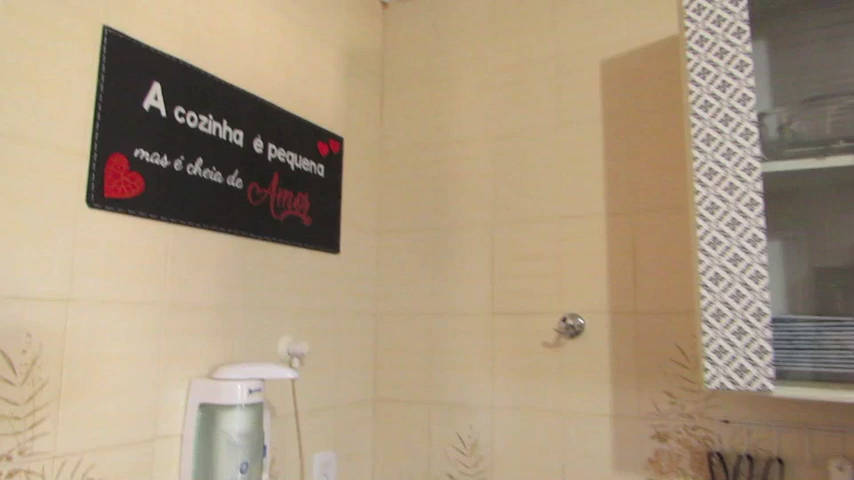 A cozinha é pequena
mas é cheia de Amor